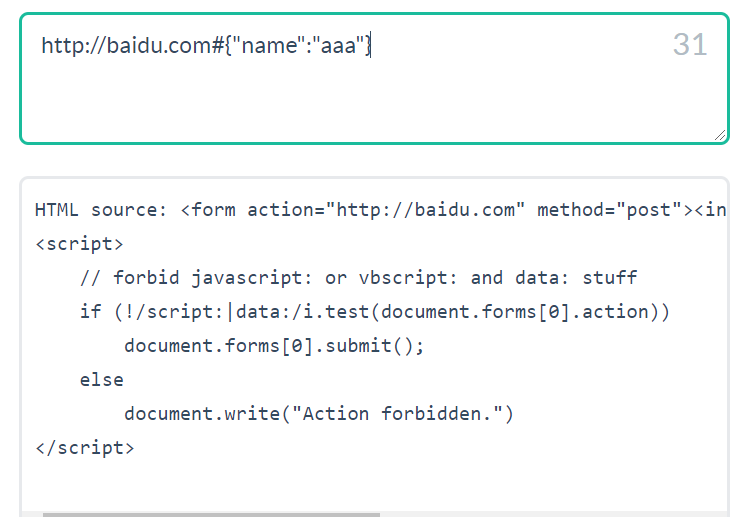 http://baidu.com#{"name":"aaa"}
31
HTML source: <form action="http://baidu.com" method="post"><in
<script>
    // forbid javascript: or vbscript: and data: stuff
    if (!/script:|data:/i.test(document.forms[0].action))
        document.forms[0].submit();
    else
        document.write("Action forbidden.")
</script>